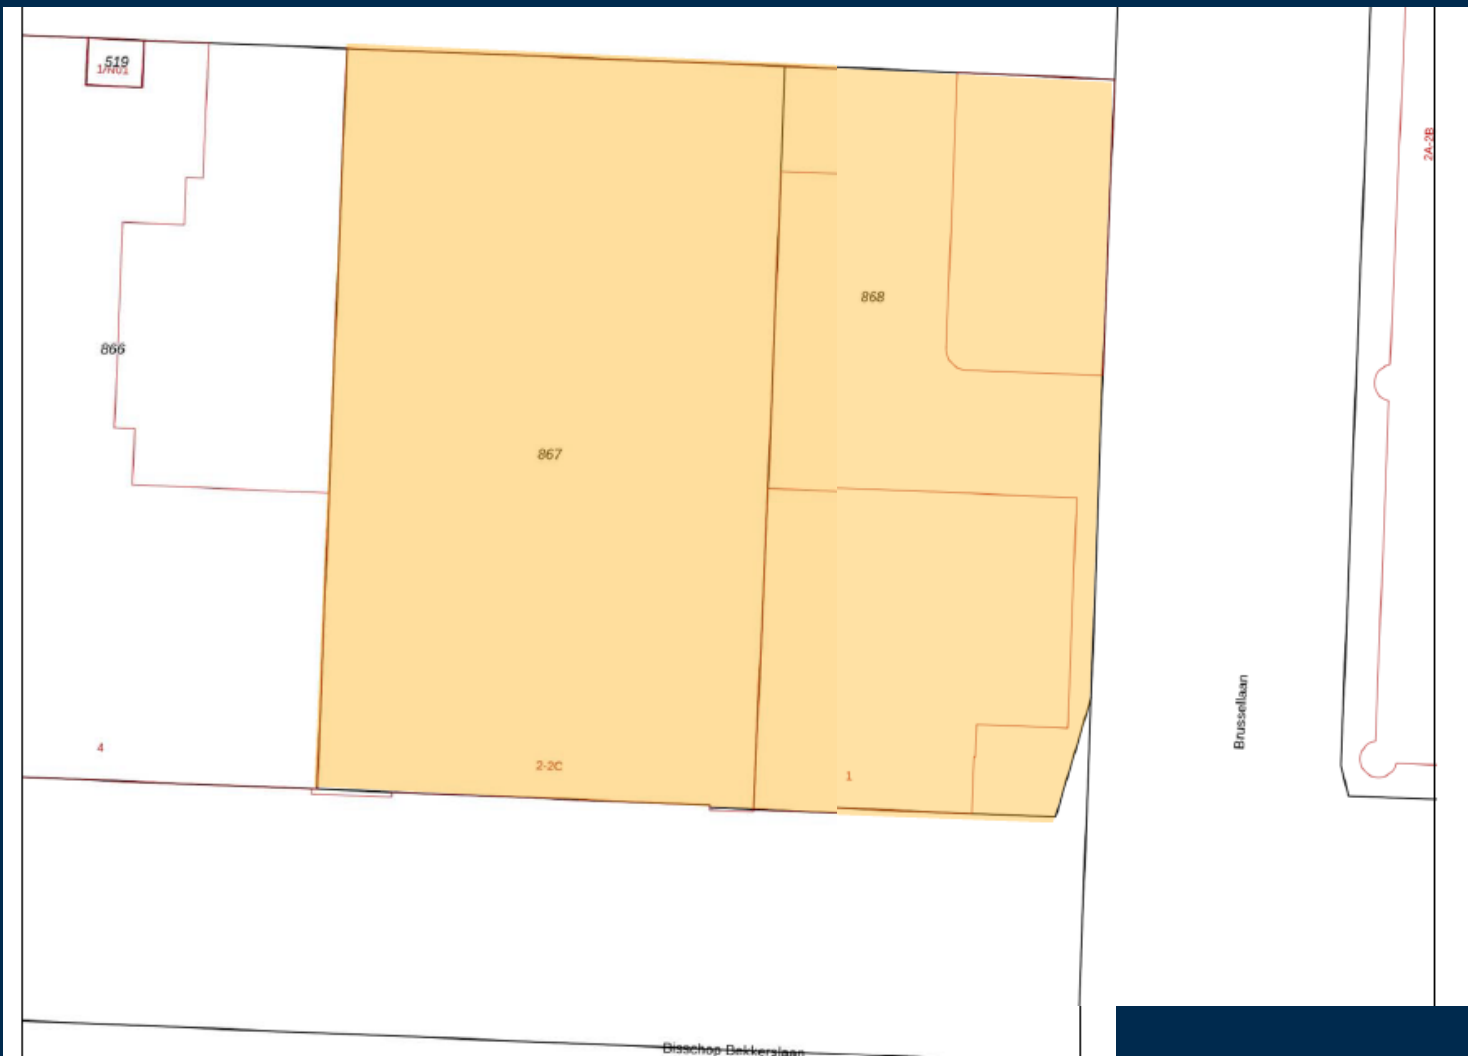 519
1/N01
2A-2B
868
866
867
Brussellaan
4
2-2C
1
Bisschop Bekkerslaan